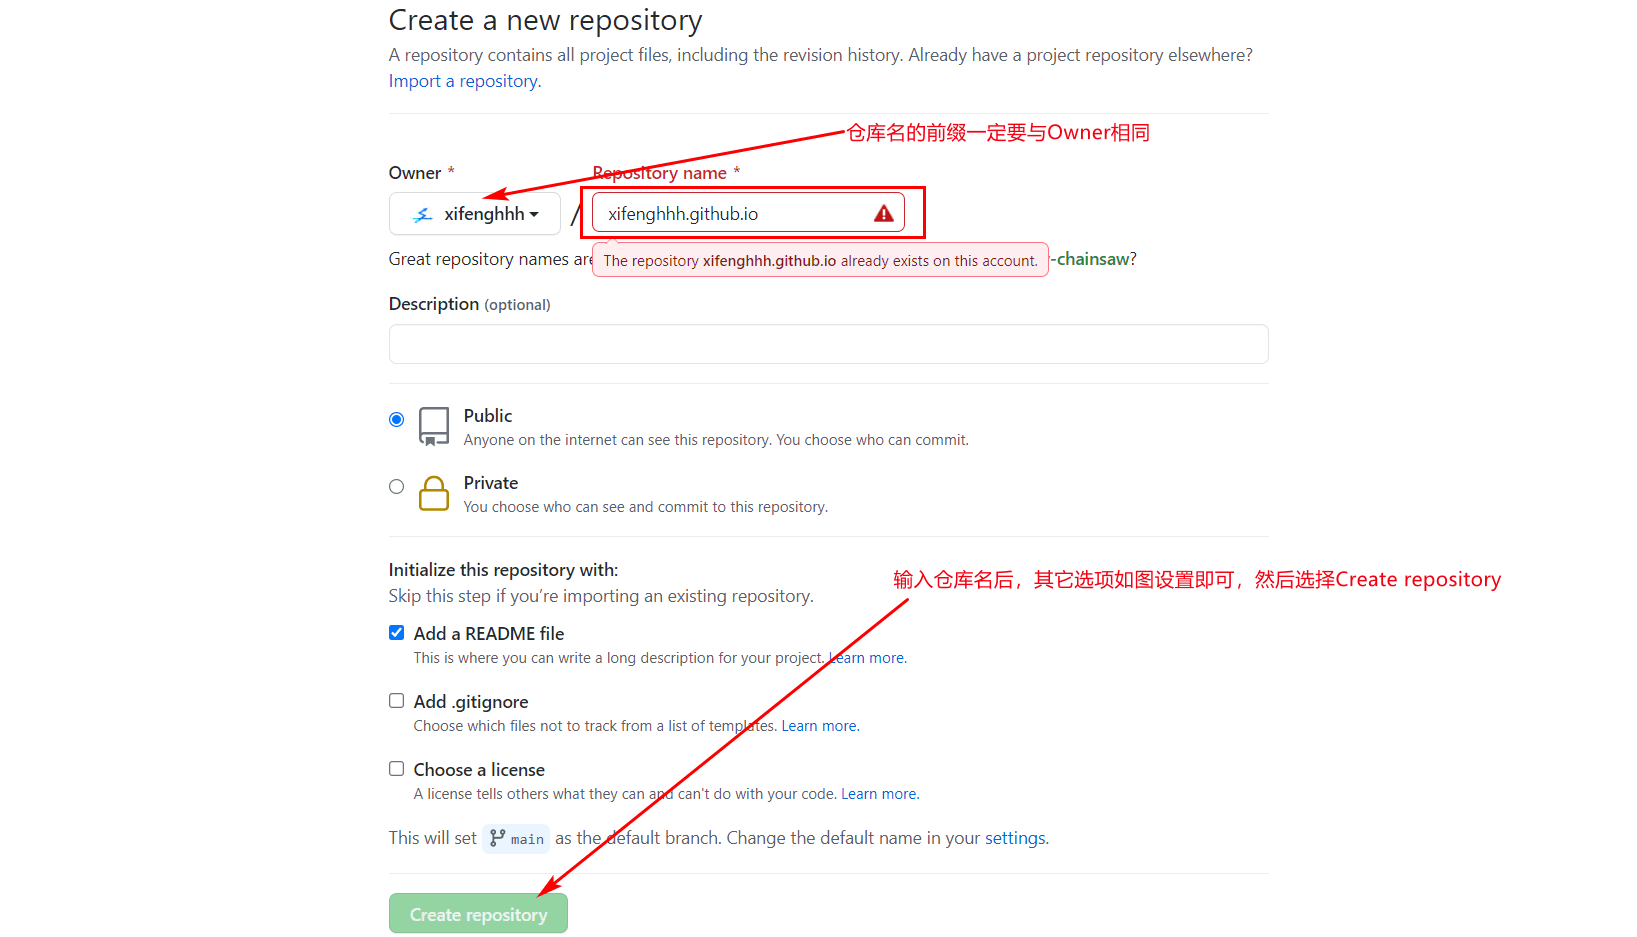 Create a new repository
A repository contains all project files, including the revision history. Already have a project repository elsewhere?
Import a repository.
仓库名的前缀一定要与Owner相同
Owner *
Repository name *
xifenghhh
/
xifenghhh.github.io
Great repository names are
The repository xifenghhh.github.io already exists on this account.
-chainsaw?
Description (optional)
Public
Anyone on the internet can see this repository. You choose who can commit.
Private
You choose who can see and commit to this repository.
Initialize this repository with:
输入仓库名后，其它选项如图设置即可，然后选择Create repository
Skip this step if you’re importing an existing repository.
Add a README file
This is where you can write a long description for your project. Learn more.
Add .gitignore
Choose which files not to track from a list of templates. Learn more.
Choose a license
A license tells others what they can and can't do with your code. Learn more.
This will set main as the default branch. Change the default name in your settings.
Create repository